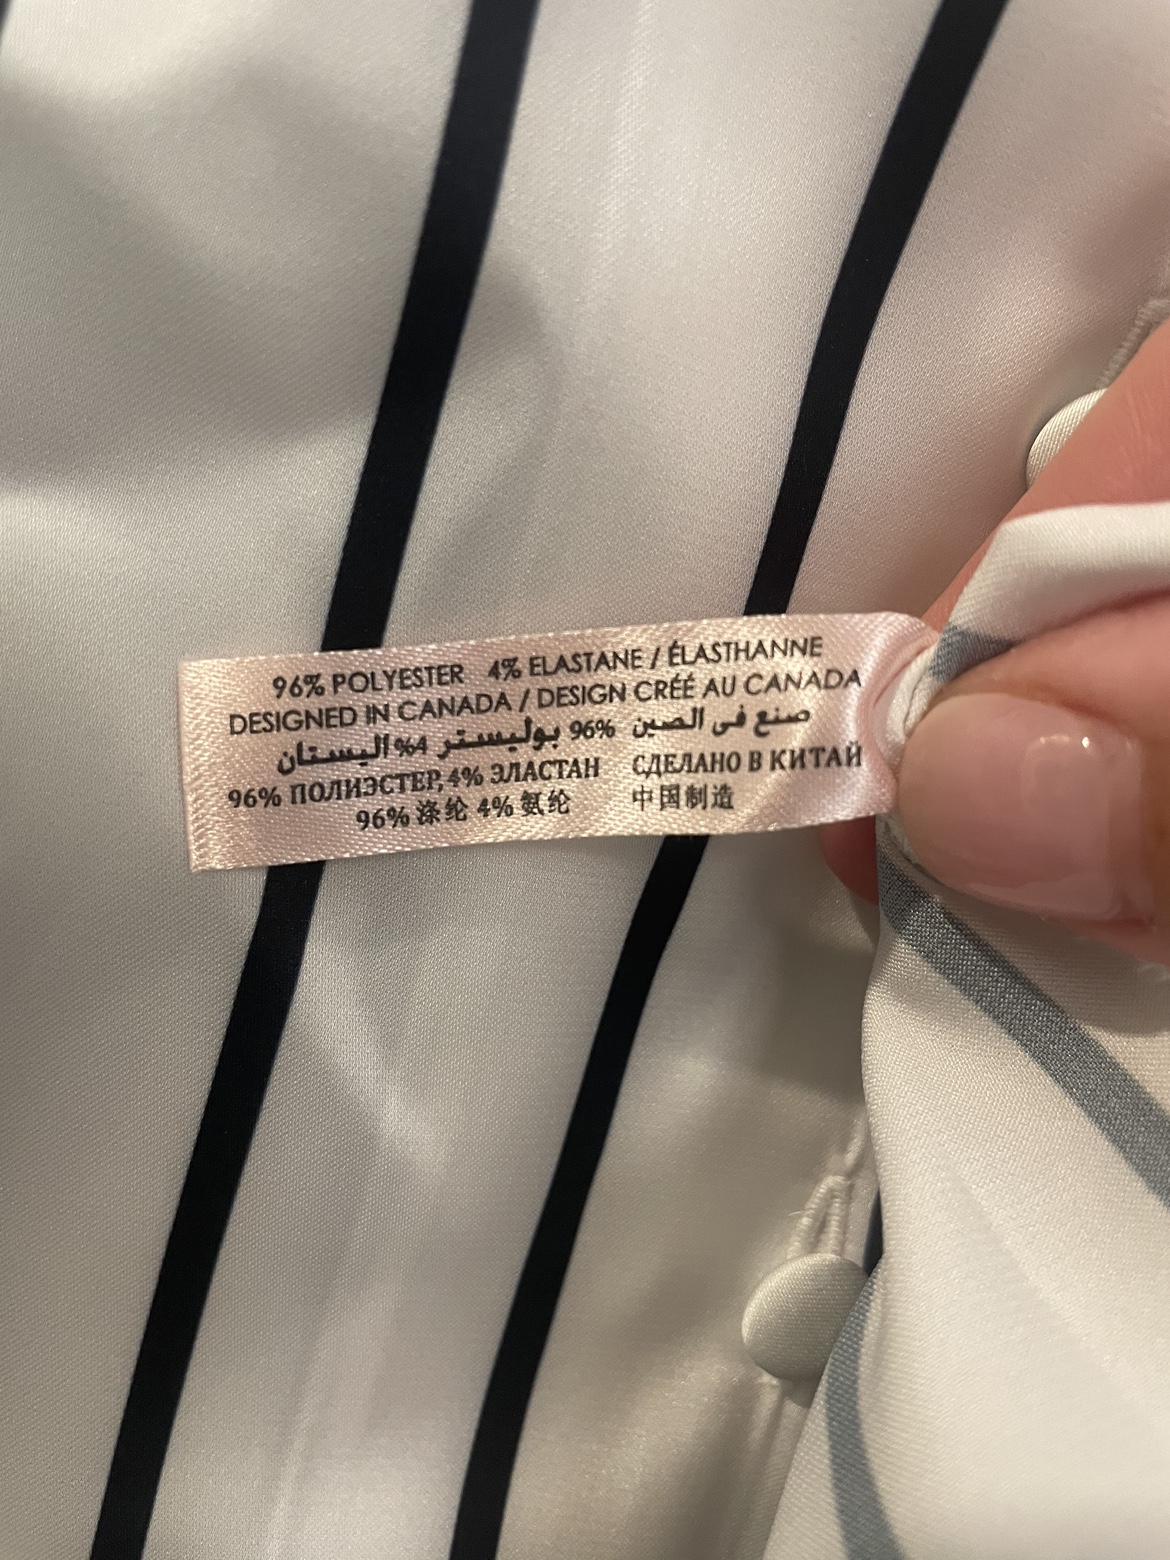 96% POLYESTER 4% ELASTANE / ÉLASTHANNE
DESIGNED IN CANADA / DESIGN CRÉÉ AU CANADA
صنع في الصين 96% بوليستر 4% اليستان
96% ПОЛИЭСТЕР, 4% ЭЛАСТАН СДЕЛАНО В КИТАЙ
96% 涤纶 4% 氨纶 中国制造